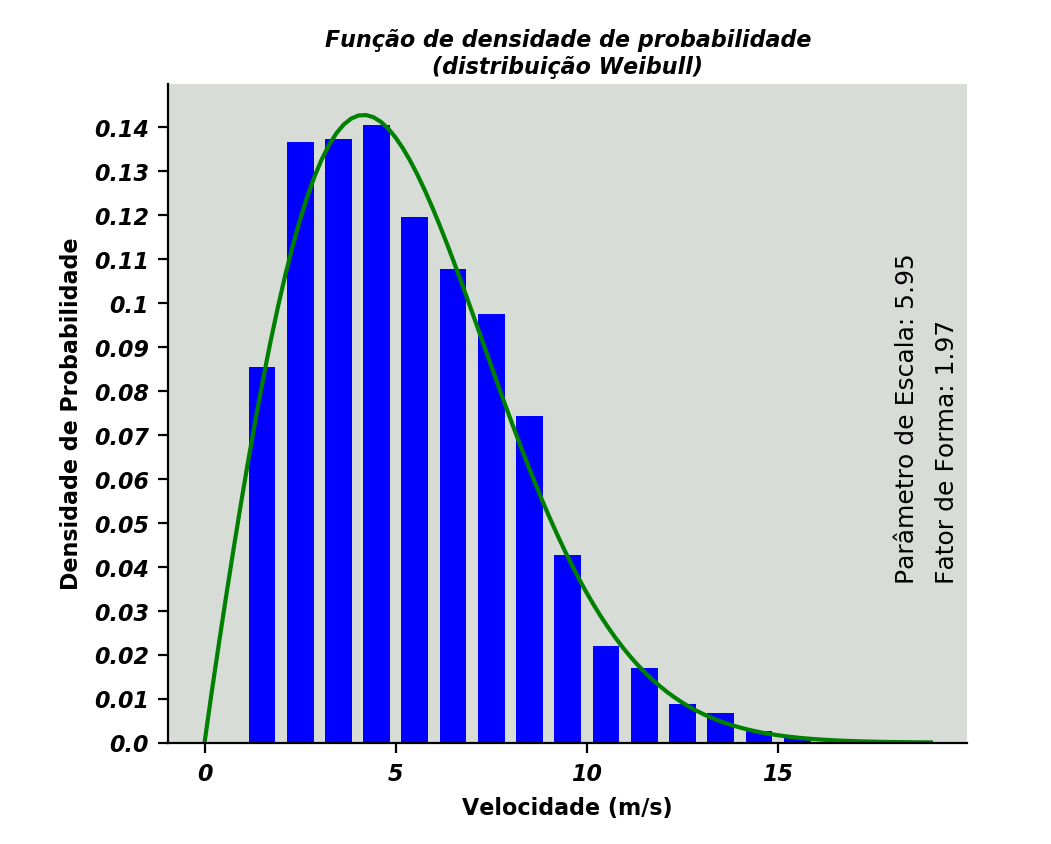 Função de densidade de probabilidade
(distribuição Weibull)
Densidade de Probabilidade
0.14
0.13
0.12
0.11
0.1
0.09
0.08
0.07
0.06
0.05
0.04
0.03
0.02
0.01
0.0
Parâmetro de Escala: 5.95
Fator de Forma: 1.97
0 5 10 15
Velocidade (m/s)